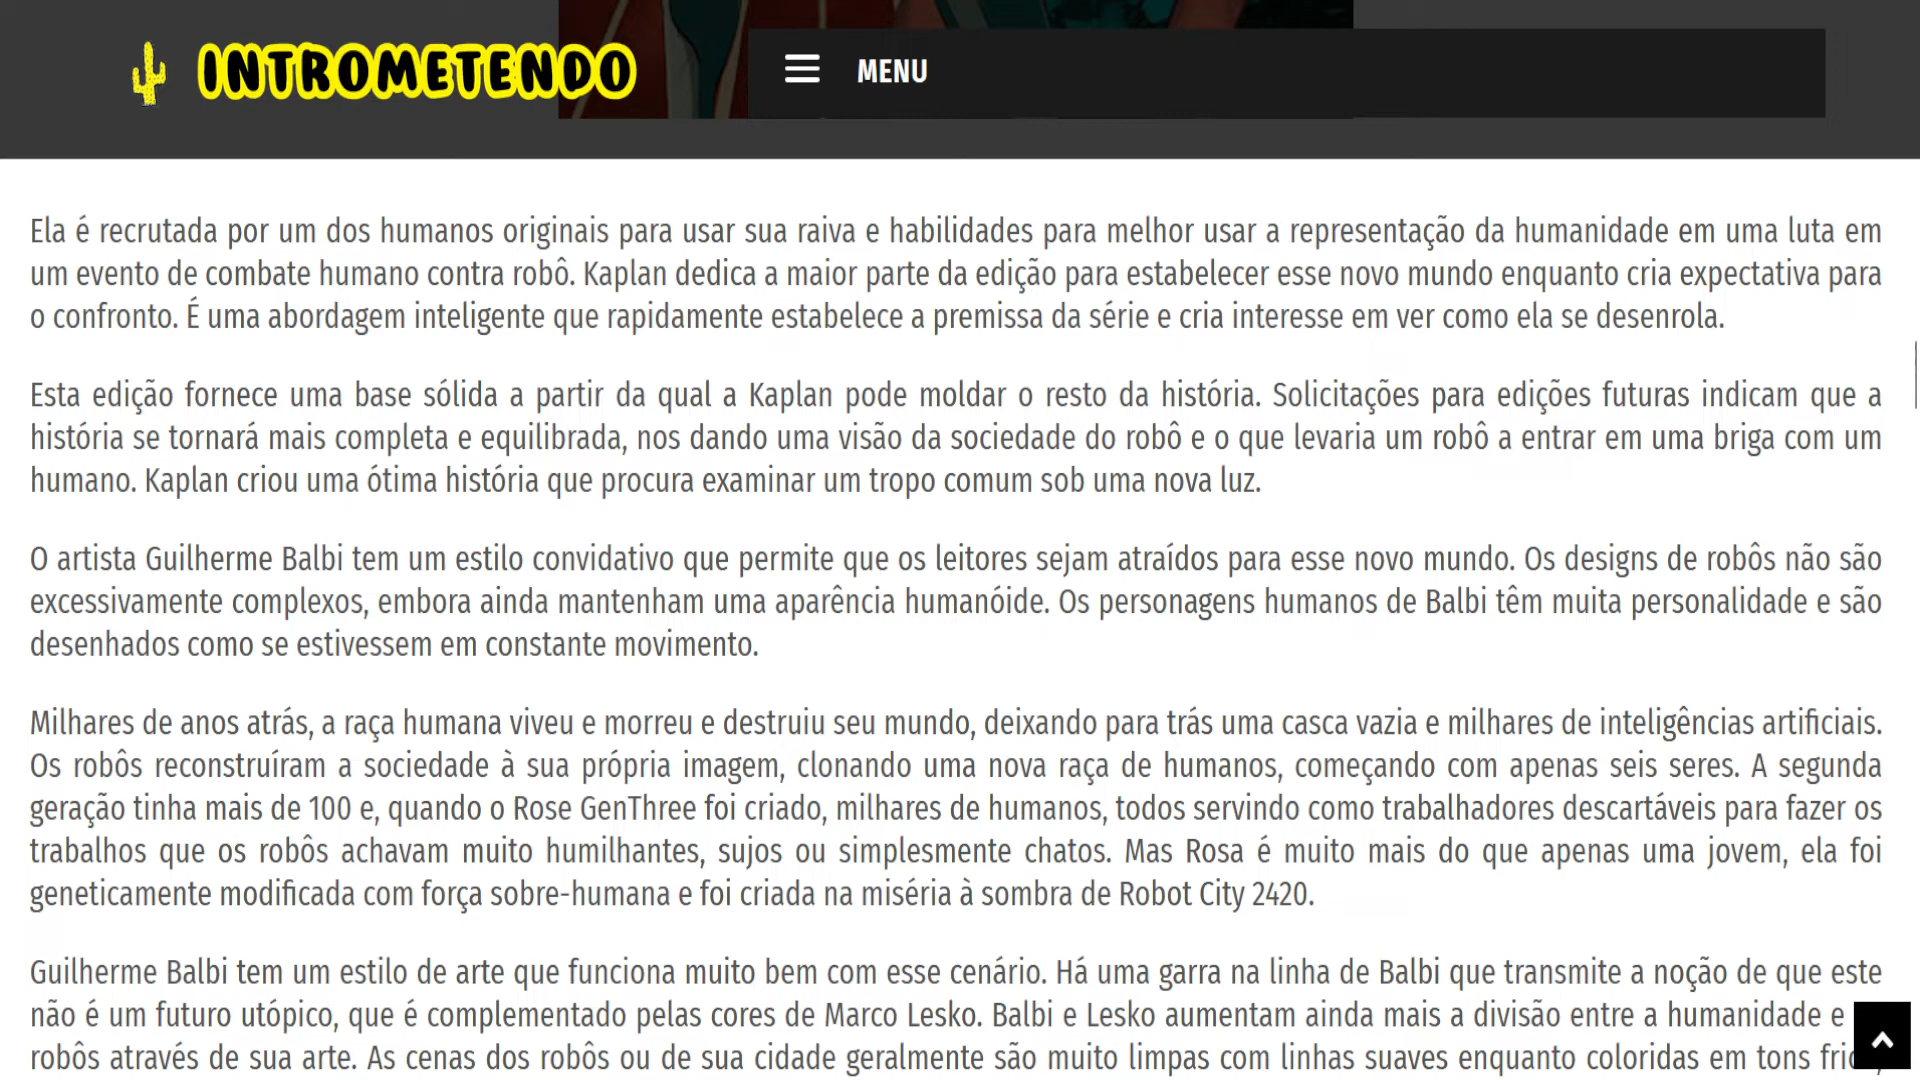 INTROMETENDO
MENU
Ela é recrutada por um dos humanos originais para usar sua raiva e habilidades para melhor usar a representação da humanidade em uma luta em
um evento de combate humano contra robô. Kaplan dedica a maior parte da edição para estabelecer esse novo mundo enquanto cria expectativa para
o confronto. É uma abordagem inteligente que rapidamente estabelece a premissa da série e cria interesse em ver como ela se desenrola.
Esta edição fornece uma base sólida a partir da qual a Kaplan pode moldar o resto da história. Solicitações para edições futuras indicam que a
história se tornará mais completa e equilibrada, nos dando uma visão da sociedade do robô e o que levaria um robô a entrar em uma briga com um
humano. Kaplan criou uma ótima história que procura examinar um tropo comum sob uma nova luz.
O artista Guilherme Balbi tem um estilo convidativo que permite que os leitores sejam atraídos para esse novo mundo. Os designs de robôs não são
excessivamente complexos, embora ainda mantenham uma aparência humanóide. Os personagens humanos de Balbi têm muita personalidade e são
desenhados como se estivessem em constante movimento.
Milhares de anos atrás, a raça humana viveu e morreu e destruiu seu mundo, deixando para trás uma casca vazia e milhares de inteligências artificiais.
Os robôs reconstruíram a sociedade à sua própria imagem, clonando uma nova raça de humanos, começando com apenas seis seres. A segunda
geração tinha mais de 100 e, quando o Rose GenThree foi criado, milhares de humanos, todos servindo como trabalhadores descartáveis para fazer os
trabalhos que os robôs achavam muito humilhantes, sujos ou simplesmente chatos. Mas Rosa é muito mais do que apenas uma jovem, ela foi
geneticamente modificada com força sobre-humana e foi criada na miséria à sombra de Robot City 2420.
Guilherme Balbi tem um estilo de arte que funciona muito bem com esse cenário. Há uma garra na linha de Balbi que transmite a noção de que este
não é um futuro utópico, que é complementado pelas cores de Marco Lesko. Balbi e Lesko aumentam ainda mais a divisão entre a humanidade e
robôs através de sua arte. As cenas dos robôs ou de sua cidade geralmente são muito limpas com linhas suaves enquanto coloridas em tons